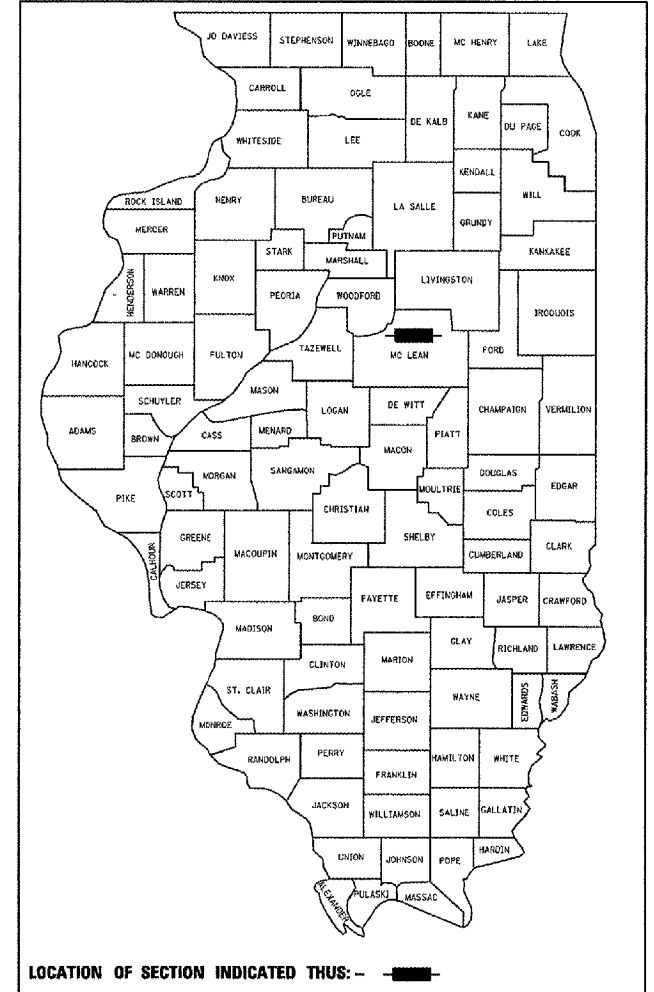 JO DAVIESS
STEPHENSON
WINNEBAGO
BOONE
MC HENRY
LAKE
CARROLL
OGLE
DE KALB
KANE
DU PAGE
COOK
WHITESIDE
LEE
KENDALL
WILL
ROCK ISLAND
HENRY
BUREAU
LA SALLE
GRUNDY
MERCER
PUTNAM
STARK
MARSHALL
KANKAKEE
HENDERSON
WARREN
KNOX
PEORIA
WOODFORD
LIVINGSTON
IROQUOIS
HANCOCK
MC DONOUGH
FULTON
TAZEWELL
MC LEAN
FORD
SCHUYLER
MASON
LOGAN
DE WITT
CHAMPAIGN
VERMILION
ADAMS
BROWN
CASS
MENARD
MACON
PIATT
PIKE
SCOTT
MORGAN
SANGAMON
CHRISTIAN
MOULTRIE
DOUGLAS
EDGAR
COLES
CALHOUN
GREENE
MACOUPIN
MONTGOMERY
SHELBY
CUMBERLAND
CLARK
JERSEY
FAYETTE
EFFINGHAM
JASPER
CRAWFORD
MADISON
BOND
CLAY
RICHLAND
LAWRENCE
CLINTON
MARION
ST. CLAIR
WAYNE
EDWARDS
WABASH
MONROE
WASHINGTON
JEFFERSON
RANDOLPH
PERRY
HAMILTON
WHITE
FRANKLIN
JACKSON
WILLIAMSON
SALINE
GALLATIN
UNION
JOHNSON
POPE
HARDIN
ALEXANDER
PULASKI
MASSAC
LOCATION OF SECTION INDICATED THUS: –